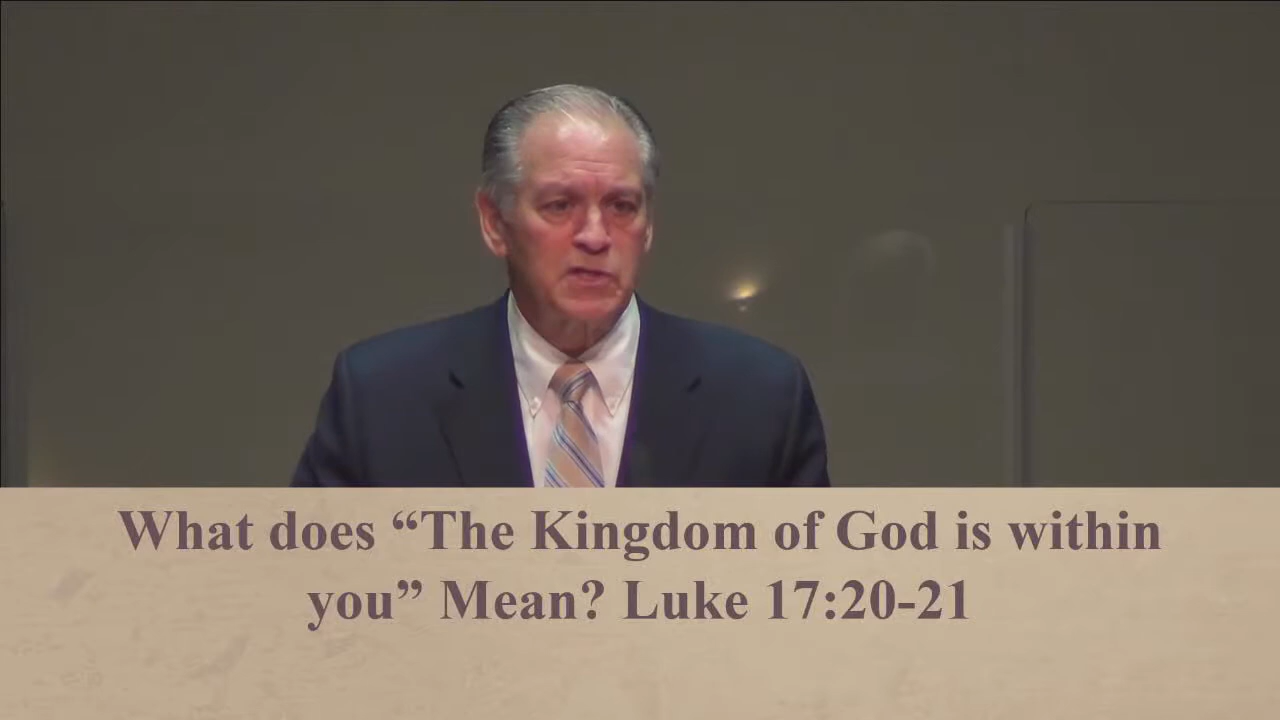 What does “The Kingdom of God is within
you” Mean? Luke 17:20-21